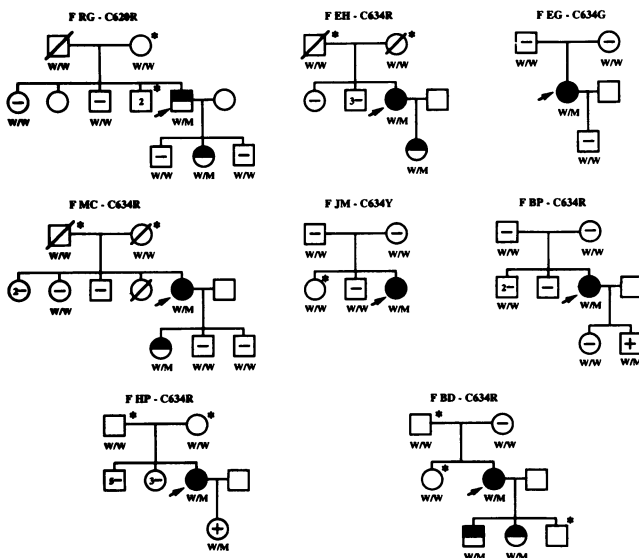 F RG - C620R
* W/W W/W
* 2
W/W W/W W/M
W/W W/M W/W
F EH - C634R
* * W/W W/W
3– W/M
W/M
F EG - C634G
W/W W/W
W/M
W/W
F MC - C634R
* * W/W W/W
2– W/W W/W W/M
W/M W/W W/W
F JM - C634Y
W/W W/W
* W/W W/W W/M
F BP - C634R
W/W W/W
2– W/M
W/W W/M
F HP - C634R
* * W/W W/W
3– W/M
+ W/M
F BD - C634R
* W/W W/W
* W/W W/M
* W/M W/M W/W